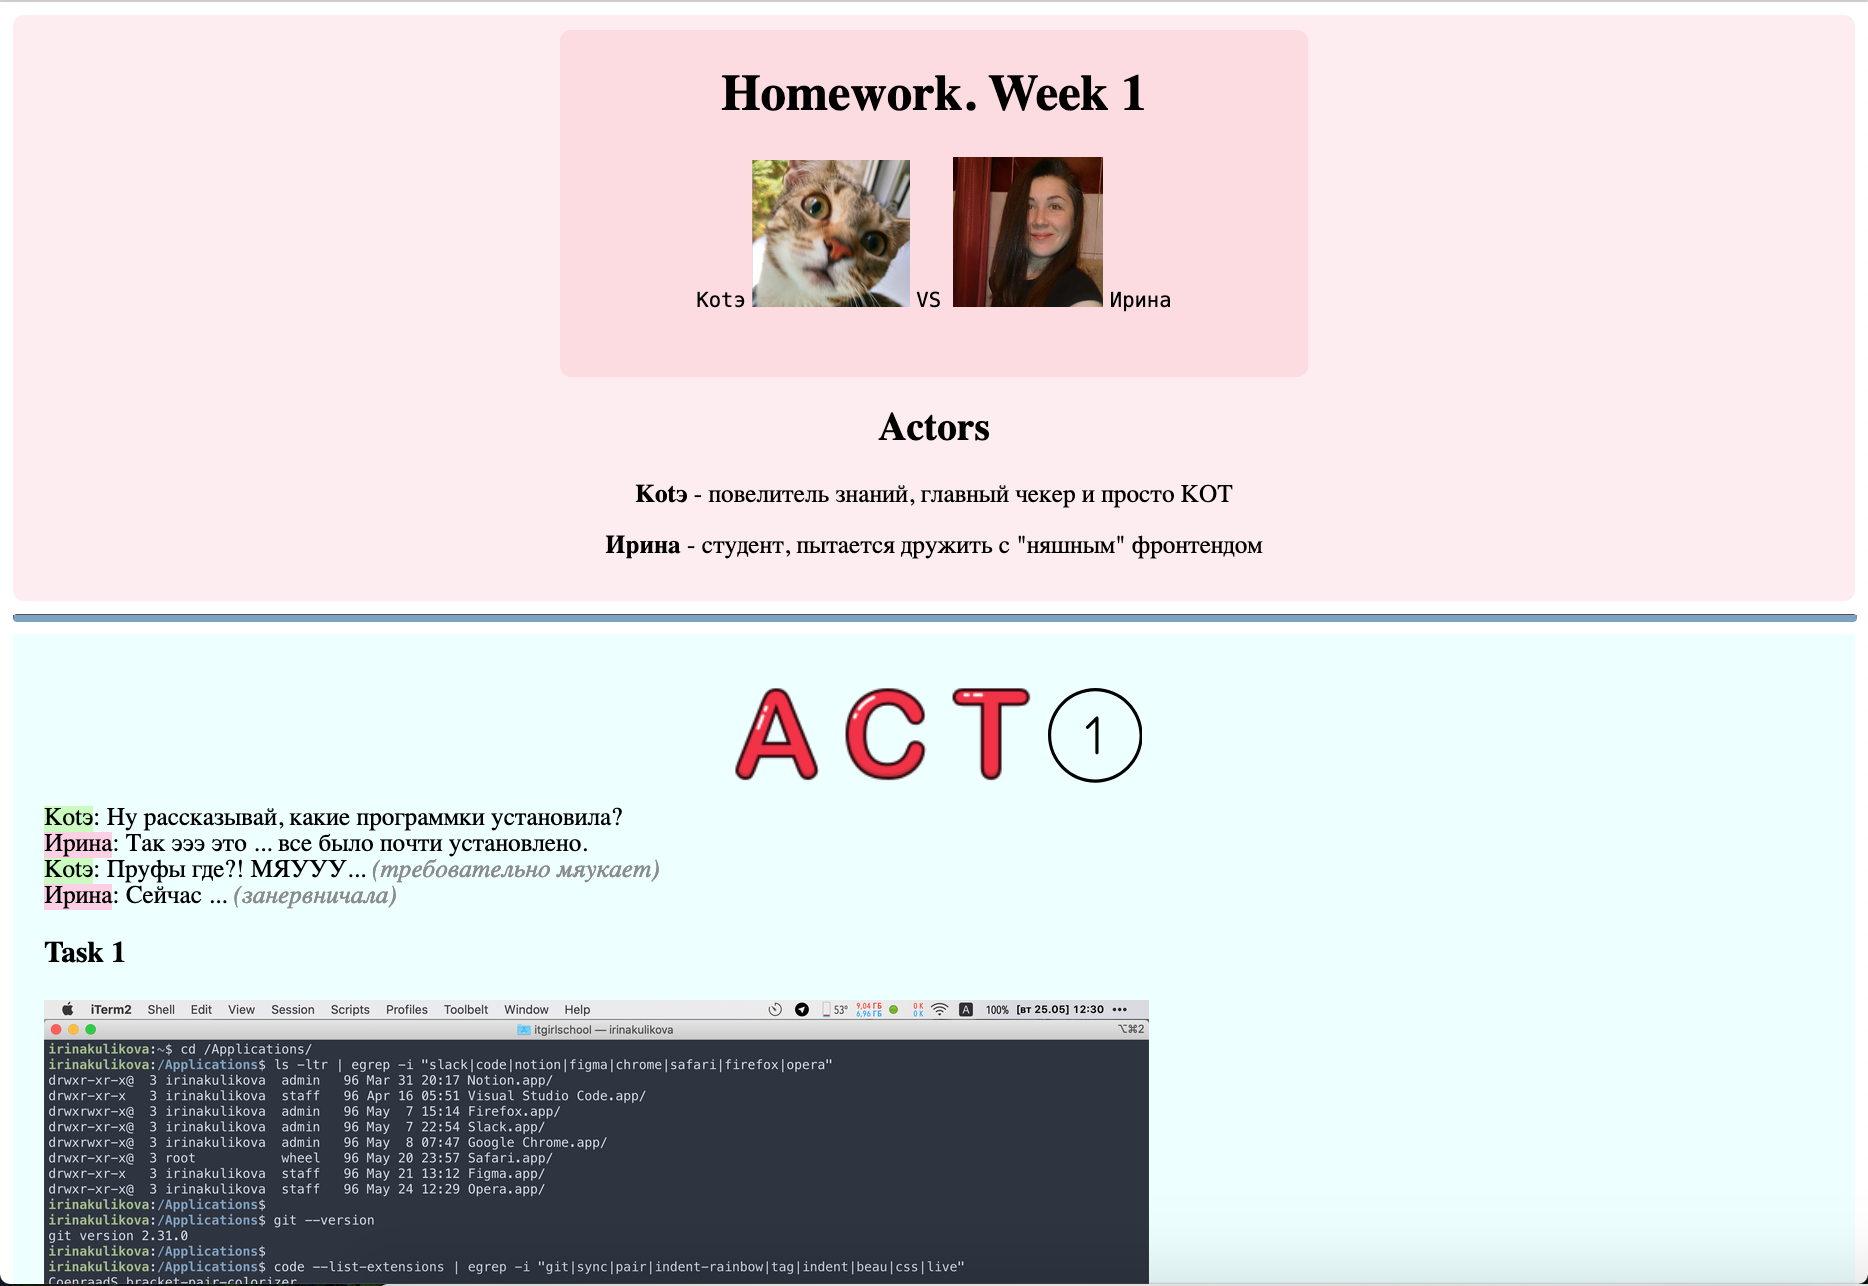 Homework. Week 1
Kotэ VS Ирина
Actors
Kotэ - повелитель знаний, главный чекер и просто КОТ
Ирина - студент, пытается дружить с "няшным" фронтендом
ACT 1
Kotэ: Ну рассказывай, какие программки установила?
Ирина: Так эээ это ... все было почти установлено.
Kotэ: Пруфы где?! МЯУУУ... (требовательно мяукает)
Ирина: Сейчас ... (занервничала)
Task 1
iTerm2 Shell Edit View Session Scripts Profiles Toolbelt Window Help 53° 9,04 ГБ 6,96 ГБ 0 K 0 K A 100% [вт 25.05] 12:30 •••
itgirlschool — irinakulikova ⌥⌘2
irinakulikova:~$ cd /Applications/
irinakulikova:/Applications$ ls -ltr | egrep -i "slack|code|notion|figma|chrome|safari|firefox|opera"
drwxr-xr-x@ 3 irinakulikova admin 96 Mar 31 20:17 Notion.app/
drwxr-xr-x 3 irinakulikova staff 96 Apr 16 05:51 Visual Studio Code.app/
drwxrwxr-x@ 3 irinakulikova admin 96 May 7 15:14 Firefox.app/
drwxr-xr-x@ 3 irinakulikova admin 96 May 7 22:54 Slack.app/
drwxrwxr-x@ 3 irinakulikova admin 96 May 8 07:47 Google Chrome.app/
drwxr-xr-x@ 3 root wheel 96 May 20 23:57 Safari.app/
drwxr-xr-x 3 irinakulikova staff 96 May 21 13:12 Figma.app/
drwxr-xr-x@ 3 irinakulikova staff 96 May 24 12:29 Opera.app/
irinakulikova:/Applications$
irinakulikova:/Applications$ git --version
git version 2.31.0
irinakulikova:/Applications$
irinakulikova:/Applications$ code --list-extensions | egrep -i "git|sync|pair|indent-rainbow|tag|indent|beau|css|live"
CoenraadS.bracket-pair-colorizer